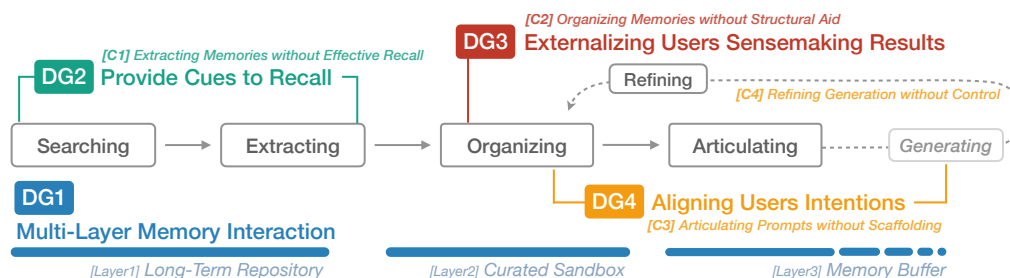 [C2] Organizing Memories without Structural Aid
DG3 Externalizing Users Sensemaking Results
[C1] Extracting Memories without Effective Recall
DG2 Provide Cues to Recall
Refining
[C4] Refining Generation without Control
Searching
Extracting
Organizing
Articulating
Generating
DG1
Multi-Layer Memory Interaction
DG4 Aligning Users Intentions
[C3] Articulating Prompts without Scaffolding
[Layer1] Long-Term Repository
[Layer2] Curated Sandbox
[Layer3] Memory Buffer